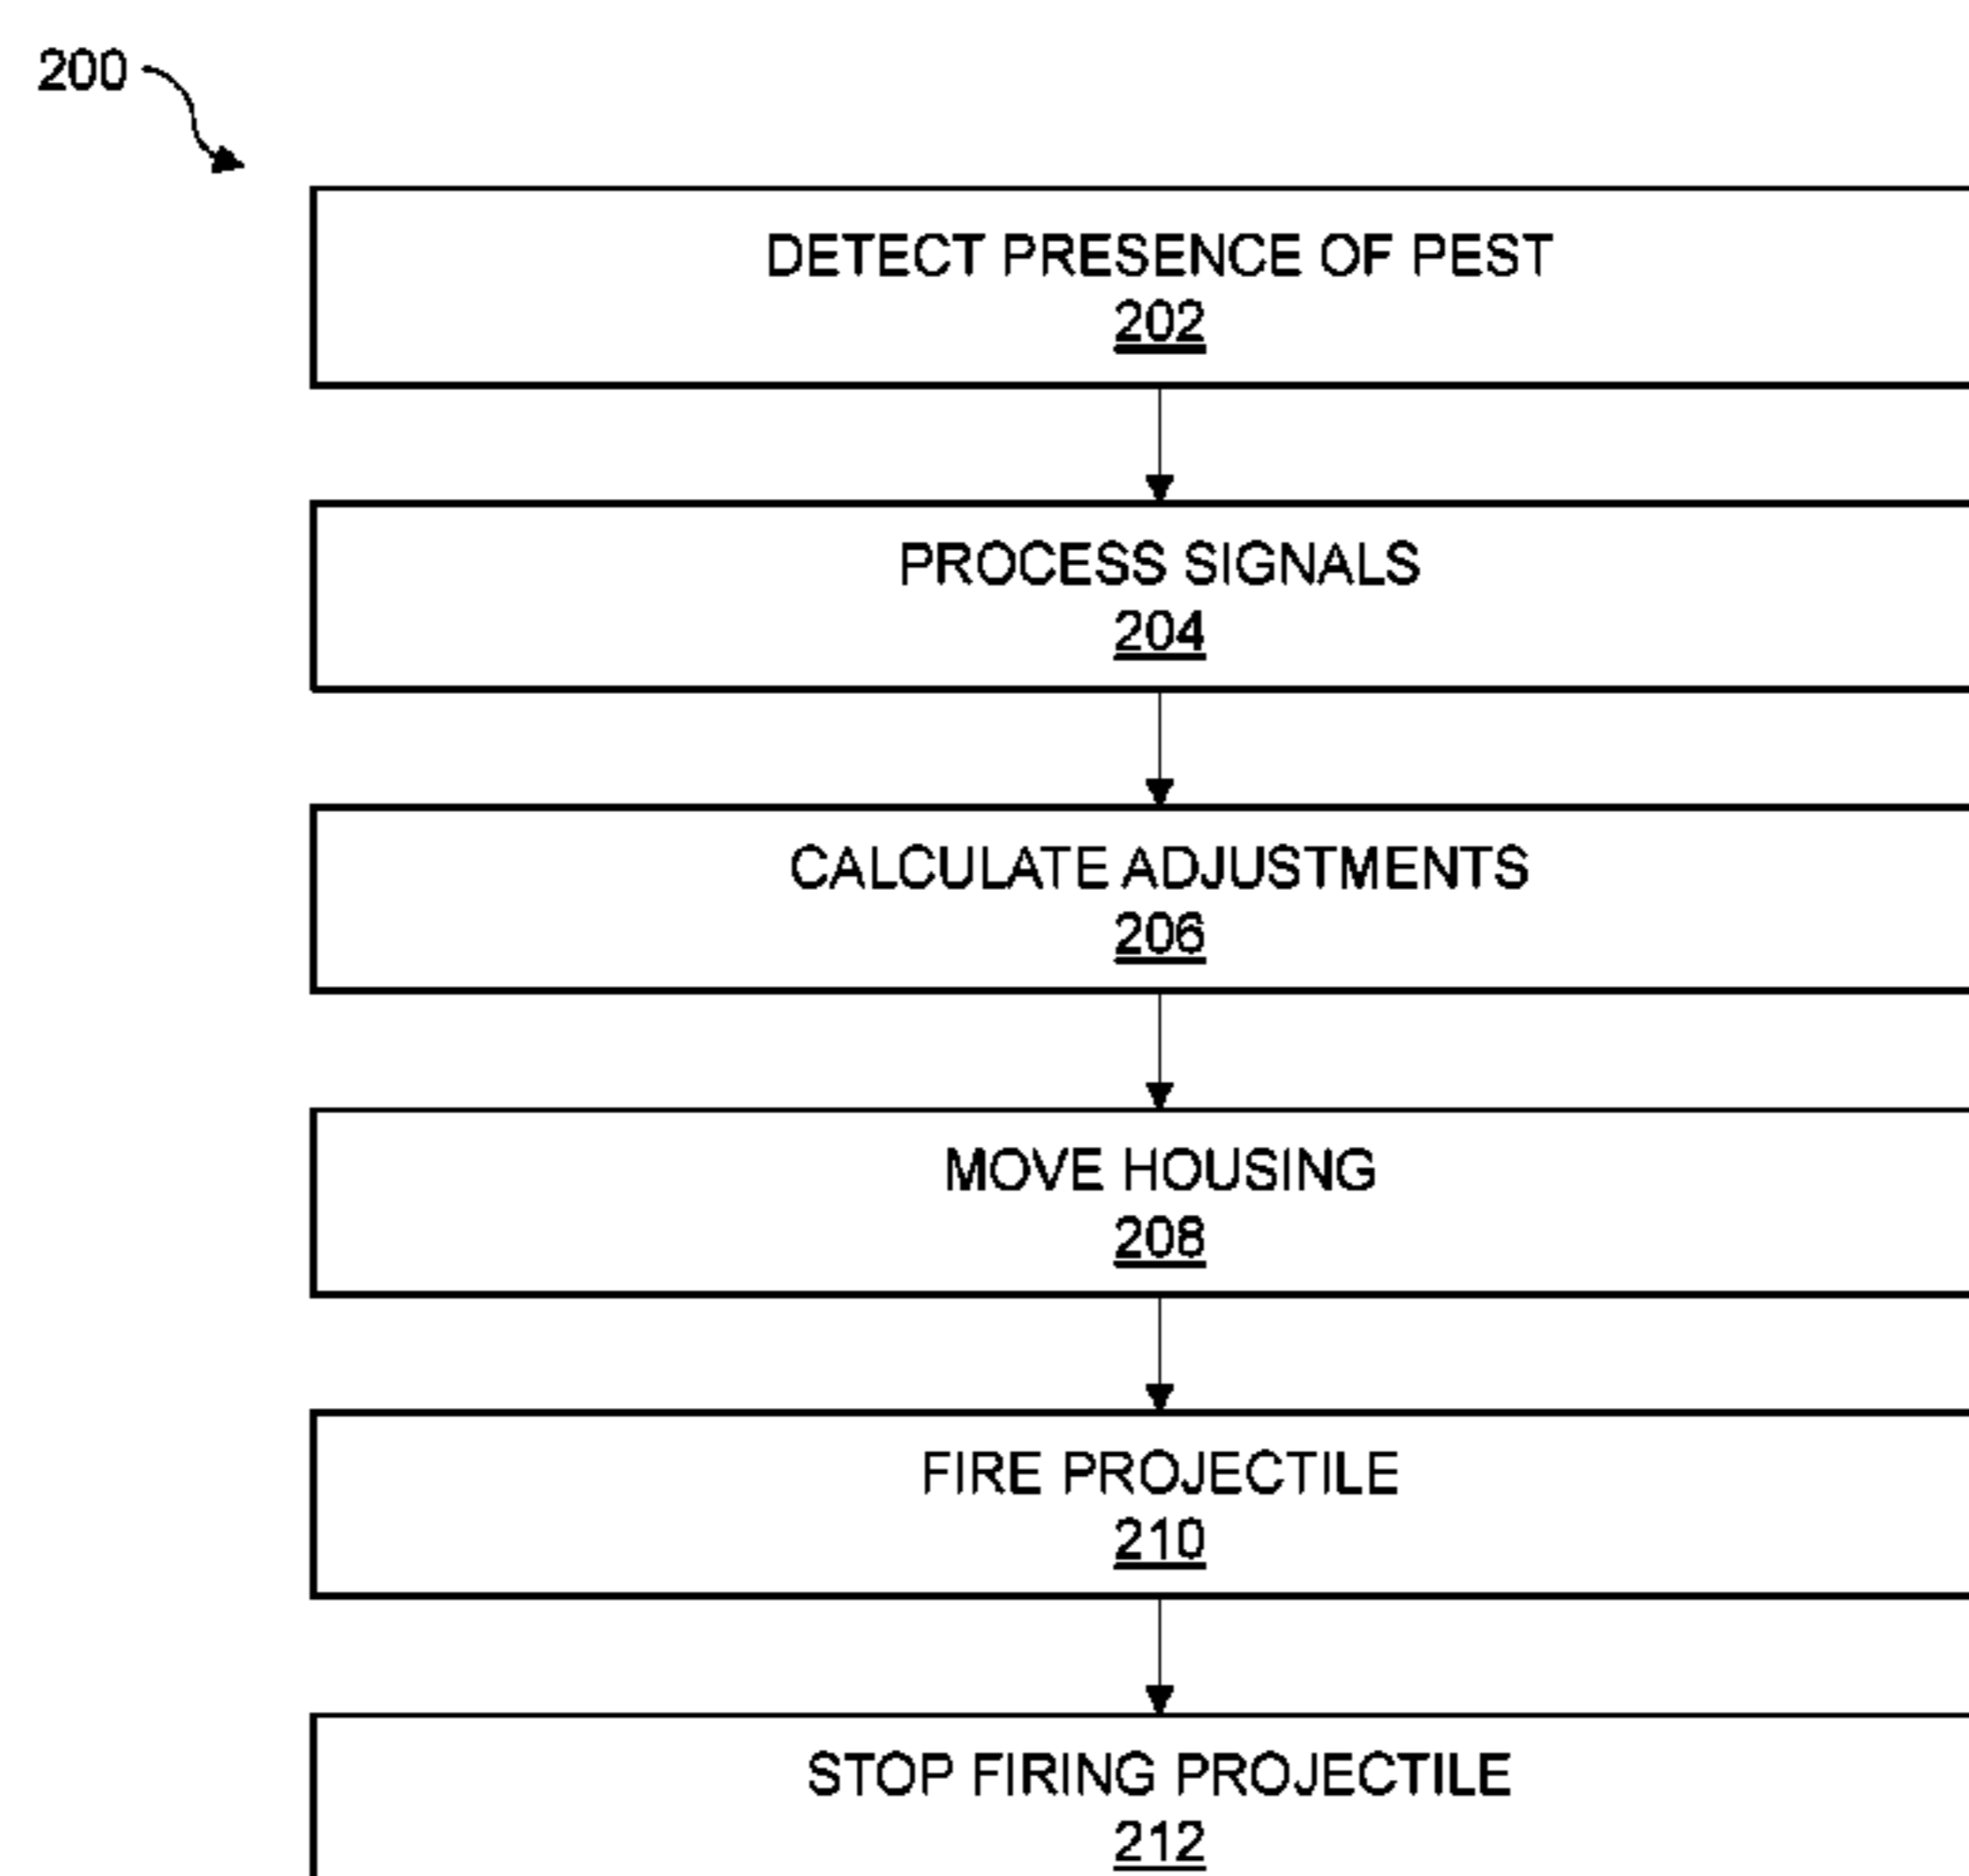 200
DETECT PRESENCE OF PEST
202
PROCESS SIGNALS
204
CALCULATE ADJUSTMENTS
206
MOVE HOUSING
208
FIRE PROJECTILE
210
STOP FIRING PROJECTILE
212